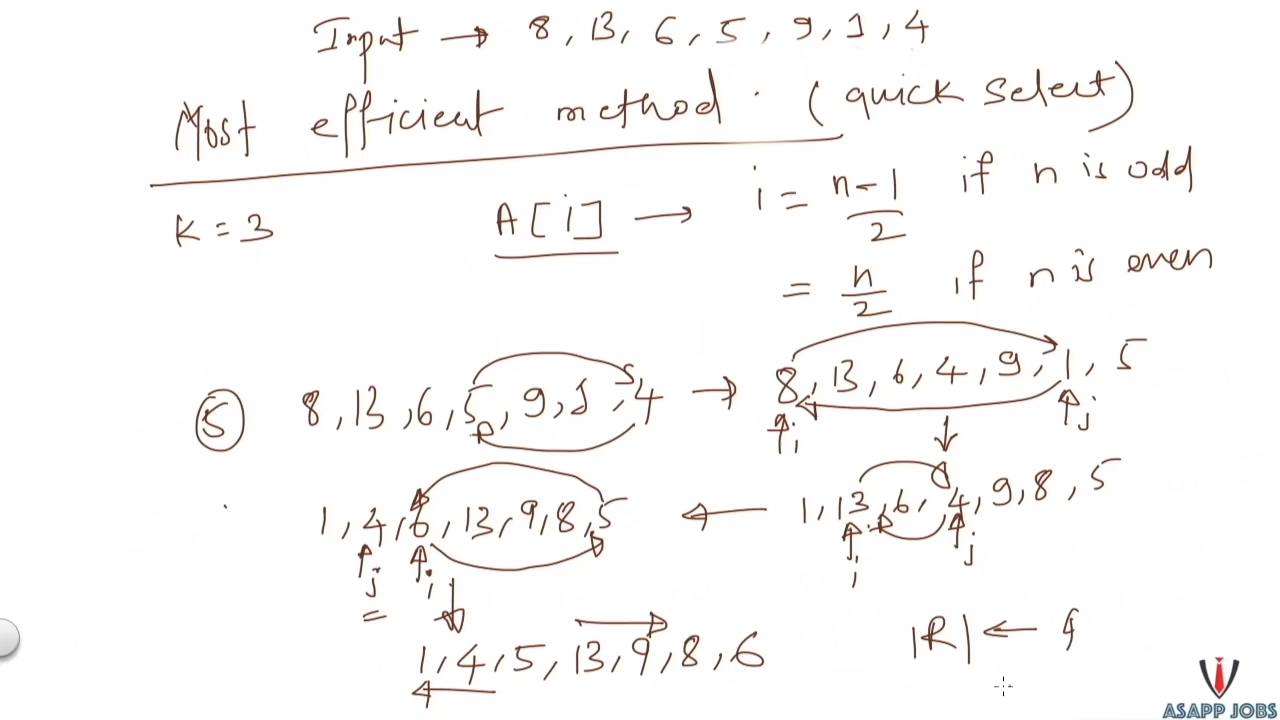 Input → 8, 13, 6, 5, 9, 1, 4
Most efficient method. (quick select)
K = 3
A[i] → i = n-1/2 if n is odd
= n/2 if n is even
5 8, 13, 6, 5, 9, 1, 4 → 8, 13, 6, 4, 9, 1, 5
i j
1, 4, 6, 13, 9, 8, 5 ← 1, 13, 6, 4, 9, 8, 5
j i i j
=
1, 4, 5, 13, 9, 8, 6 |R| ←
ASAPP JOBS